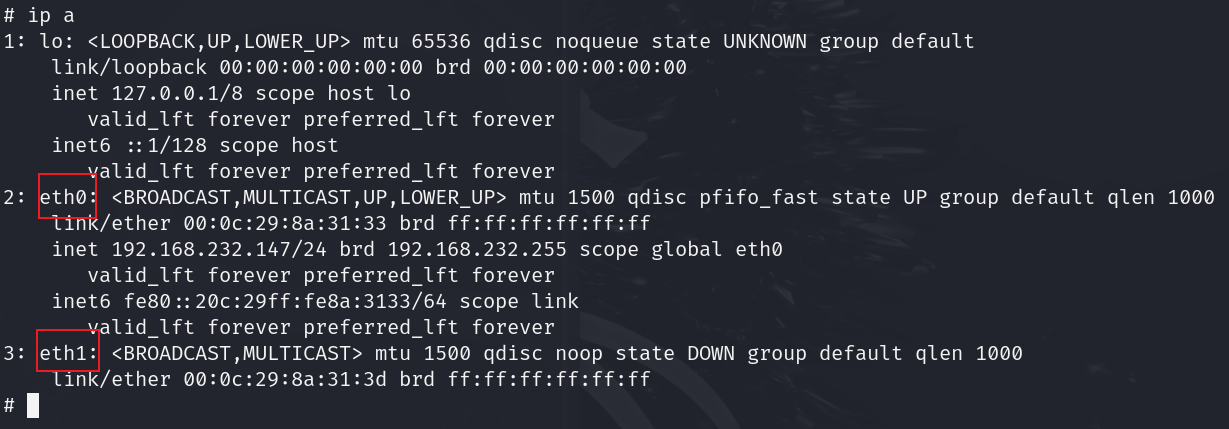 # ip a
1: lo: <LOOPBACK,UP,LOWER_UP> mtu 65536 qdisc noqueue state UNKNOWN group default
    link/loopback 00:00:00:00:00:00 brd 00:00:00:00:00:00
    inet 127.0.0.1/8 scope host lo
       valid_lft forever preferred_lft forever
    inet6 ::1/128 scope host
       valid_lft forever preferred_lft forever
2: eth0: <BROADCAST,MULTICAST,UP,LOWER_UP> mtu 1500 qdisc pfifo_fast state UP group default qlen 1000
    link/ether 00:0c:29:8a:31:33 brd ff:ff:ff:ff:ff:ff
    inet 192.168.232.147/24 brd 192.168.232.255 scope global eth0
       valid_lft forever preferred_lft forever
    inet6 fe80::20c:29ff:fe8a:3133/64 scope link
       valid_lft forever preferred_lft forever
3: eth1: <BROADCAST,MULTICAST> mtu 1500 qdisc noop state DOWN group default qlen 1000
    link/ether 00:0c:29:8a:31:3d brd ff:ff:ff:ff:ff:ff
#